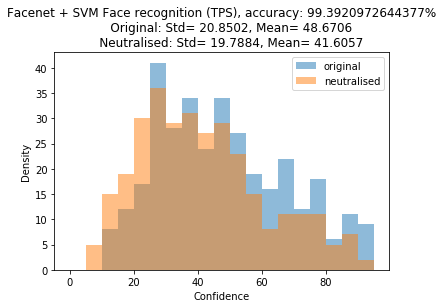 Facenet + SVM Face recognition (TPS), accuracy: 99.3920972644377%
Original: Std= 20.8502, Mean= 48.6706
Neutralised: Std= 19.7884, Mean= 41.6057
original
neutralised
40
35
30
25
20
15
10
5
0
Density
0 20 40 60 80
Confidence